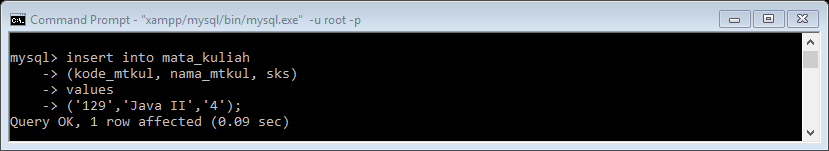 Command Prompt - "xampp/mysql/bin/mysql.exe" -u root -p
mysql> insert into mata_kuliah
-> (kode_mtkul, nama_mtkul, sks)
-> values
-> ('129','Java II','4');
Query OK, 1 row affected (0.09 sec)